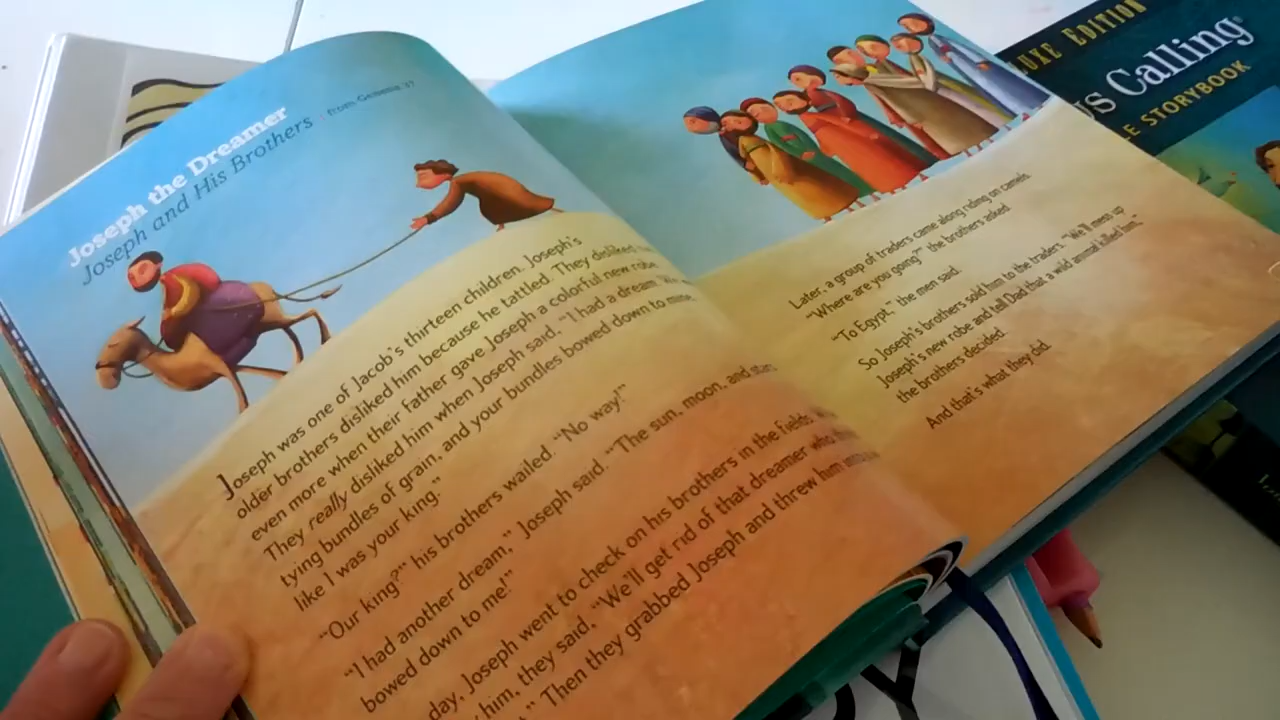 Joseph the Dreamer
Joseph and His Brothers from Genesis 37
Joseph was one of Jacob's thirteen children. Joseph's
older brothers disliked him because he tattled. They disliked
even more when their father gave Joseph a colorful new robe.
They really disliked him when Joseph said, "I had a dream.
tying bundles of grain, and your bundles bowed down to mine
like I was your king."
"Our king?" his brothers wailed. "No way!"
"I had another dream," Joseph said. "The sun, moon, and stars
bowed down to me!"
day, Joseph went to check on his brothers in the fields.
him, they said, "We'll get rid of that dreamer who
Then they grabbed Joseph and threw him
Later, a group of traders came along riding on camels
"Where are you going?" the brothers asked.
"To Egypt," the men said.
So Joseph's brothers sold him to the traders. "We'll mess up
Joseph's new robe and tell Dad that a wild animal killed him,"
the brothers decided.
And that's what they did.
UXE EDITION
s Calling
E STORYBOOK